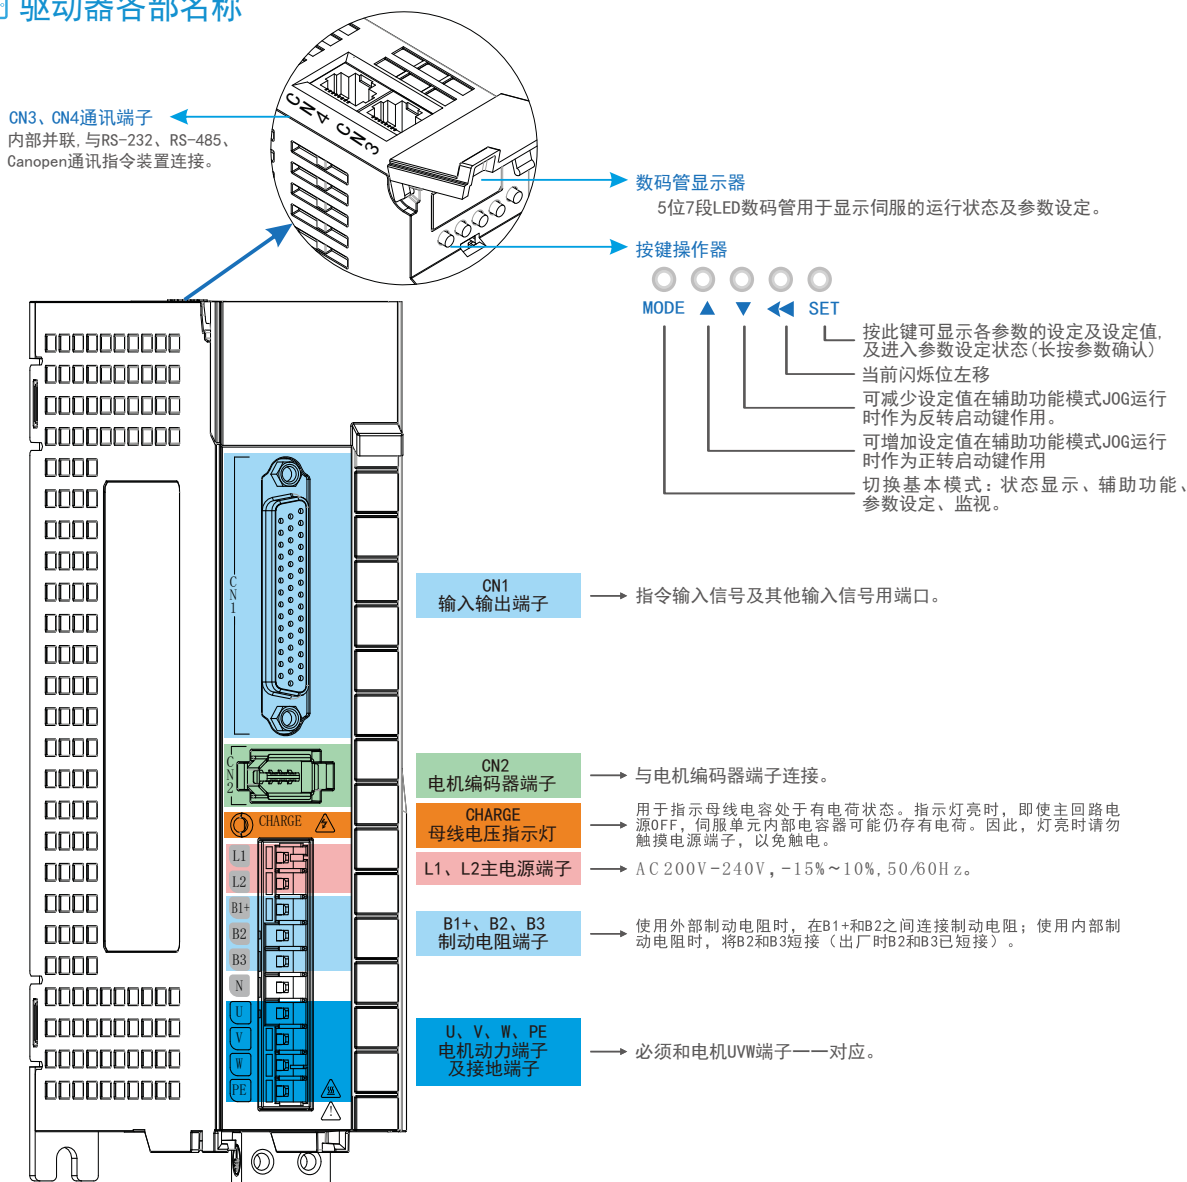 驱动器各部名称
CN4 CN3
CN3、CN4通讯端子
内部并联,与RS-232、RS-485、
Canopen通讯指令装置连接。
数码管显示器
5位7段LED数码管用于显示伺服的运行状态及参数设定。
按键操作器
MODE ▲ ▼ ◀◀ SET
按此键可显示各参数的设定及设定值,
及进入参数设定状态(长按参数确认)
当前闪烁位左移
可减少设定值在辅助功能模式JOG运行
时作为反转启动键作用。
可增加设定值在辅助功能模式JOG运行
时作为正转启动键作用
切换基本模式：状态显示、辅助功能、
参数设定、监视。
CN1
CN1
输入输出端子
指令输入信号及其他输入信号用端口。
CN2
CN2
电机编码器端子
与电机编码器端子连接。
CHARGE
CHARGE
母线电压指示灯
用于指示母线电容处于有电荷状态。指示灯亮时，即使主回路电
源OFF，伺服单元内部电容器可能仍存有电荷。因此，灯亮时请勿
触摸电源端子，以免触电。
L1
L2
L1、L2主电源端子
AC200V-240V，-15%~10%,50/60Hz。
B1+
B2
B3
B1+、B2、B3
制动电阻端子
使用外部制动电阻时，在B1+和B2之间连接制动电阻；使用内部制
动电阻时，将B2和B3短接（出厂时B2和B3已短接）。
N
U
V
W
PE
U、V、W、PE
电机动力端子
及接地端子
必须和电机UVW端子一一对应。